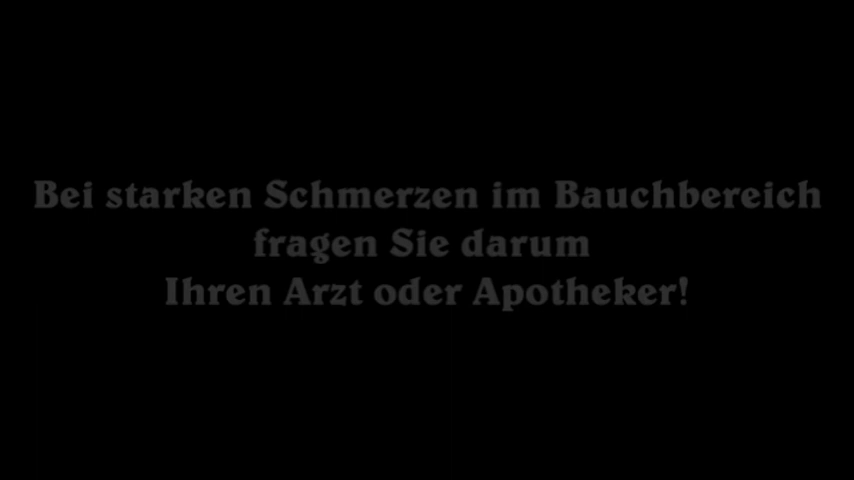 Bei starken Schmerzen im Bauchbereich
fragen Sie darum
Ihren Arzt oder Apotheker!